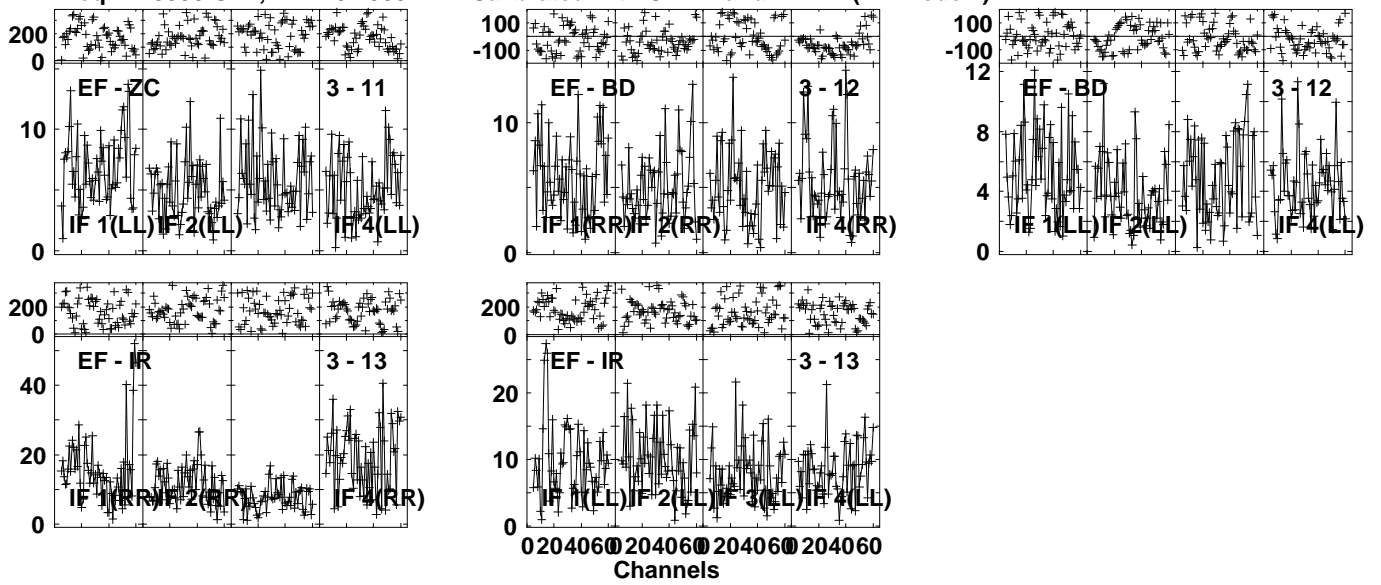 200
0
100
-100
100
-100
EF - ZC 3 - 11
10
0
IF 1(LL) IF 2(LL) IF 4(LL)
EF - BD 3 - 12
10
0
IF 1(RR) IF 2(RR) IF 4(RR)
12
EF - BD 3 - 12
8
4
0
IF 1(LL) IF 2(LL) IF 4(LL)
200
0
EF - IR 3 - 13
40
20
0
IF 1(RR) IF 2(RR) IF 4(RR)
200
0
EF - IR 3 - 13
20
10
0
IF 1(LL) IF 2(LL) IF 3(LL) IF 4(LL)
0 20 40 60 0 20 40 60 0 20 40 60 0 20 40 60
Channels